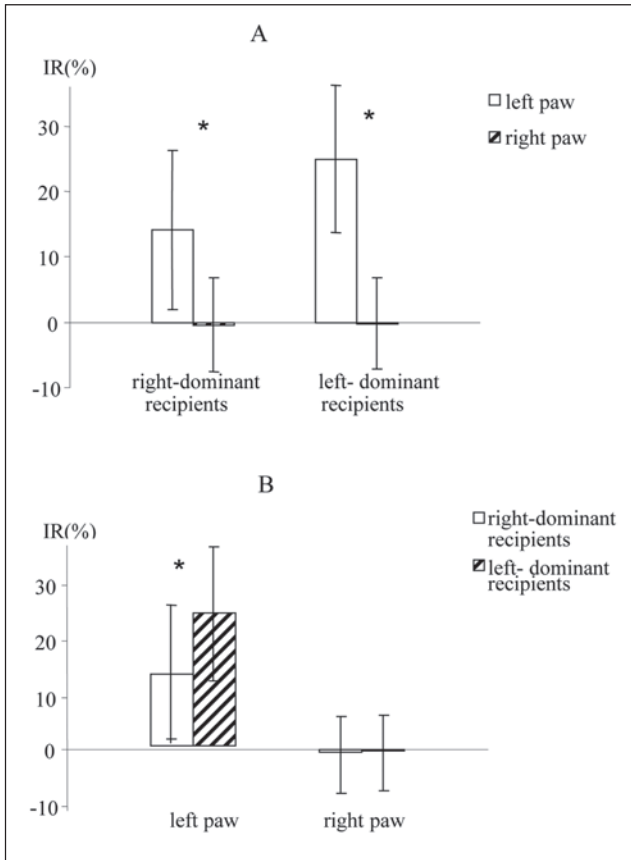 A
IR(%)
left paw
right paw
30
20
10
0
-10
*
*
right-dominant
recipients
left- dominant
recipients
B
IR(%)
right-dominant
recipients
left- dominant
recipients
30
20
10
0
-10
*
left paw
right paw